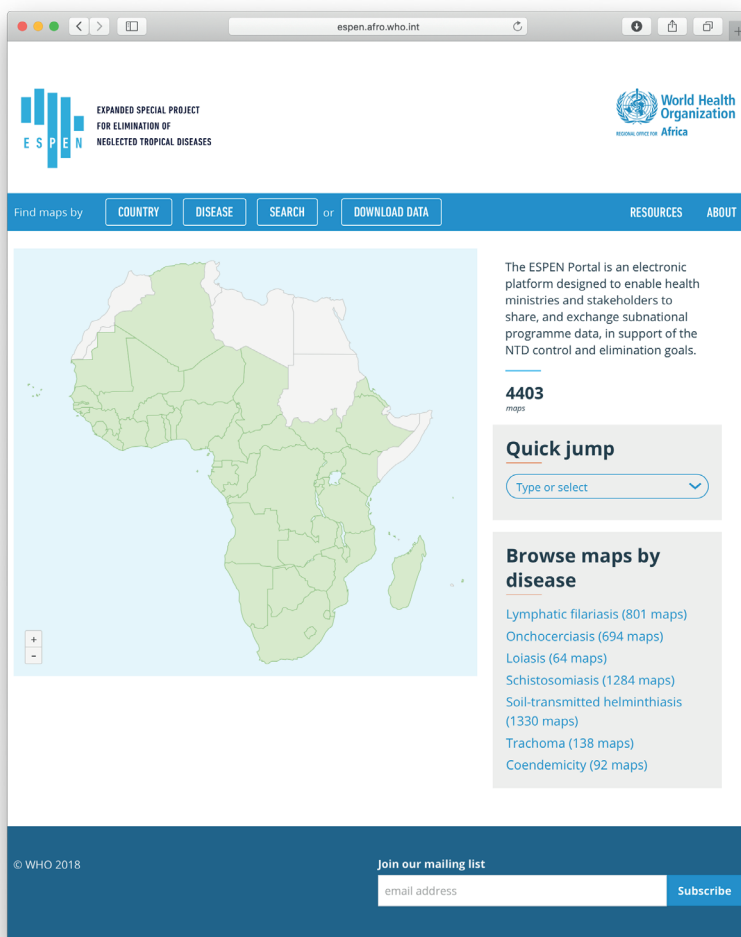 espen.afro.who.int
ESPEN
EXPANDED SPECIAL PROJECT
FOR ELIMINATION OF
NEGLECTED TROPICAL DISEASES
World Health
Organization
REGIONAL OFFICE FOR Africa
Find maps by COUNTRY DISEASE SEARCH or DOWNLOAD DATA RESOURCES ABOUT
The ESPEN Portal is an electronic
platform designed to enable health
ministries and stakeholders to
share, and exchange subnational
programme data, in support of the
NTD control and elimination goals.
4403
maps
Quick jump
Type or select
Browse maps by
disease
Lymphatic filariasis (801 maps)
Onchocerciasis (694 maps)
Loiasis (64 maps)
Schistosomiasis (1284 maps)
Soil-transmitted helminthiasis
(1330 maps)
Trachoma (138 maps)
Coendemicity (92 maps)
+
−
© WHO 2018
Join our mailing list
email address Subscribe